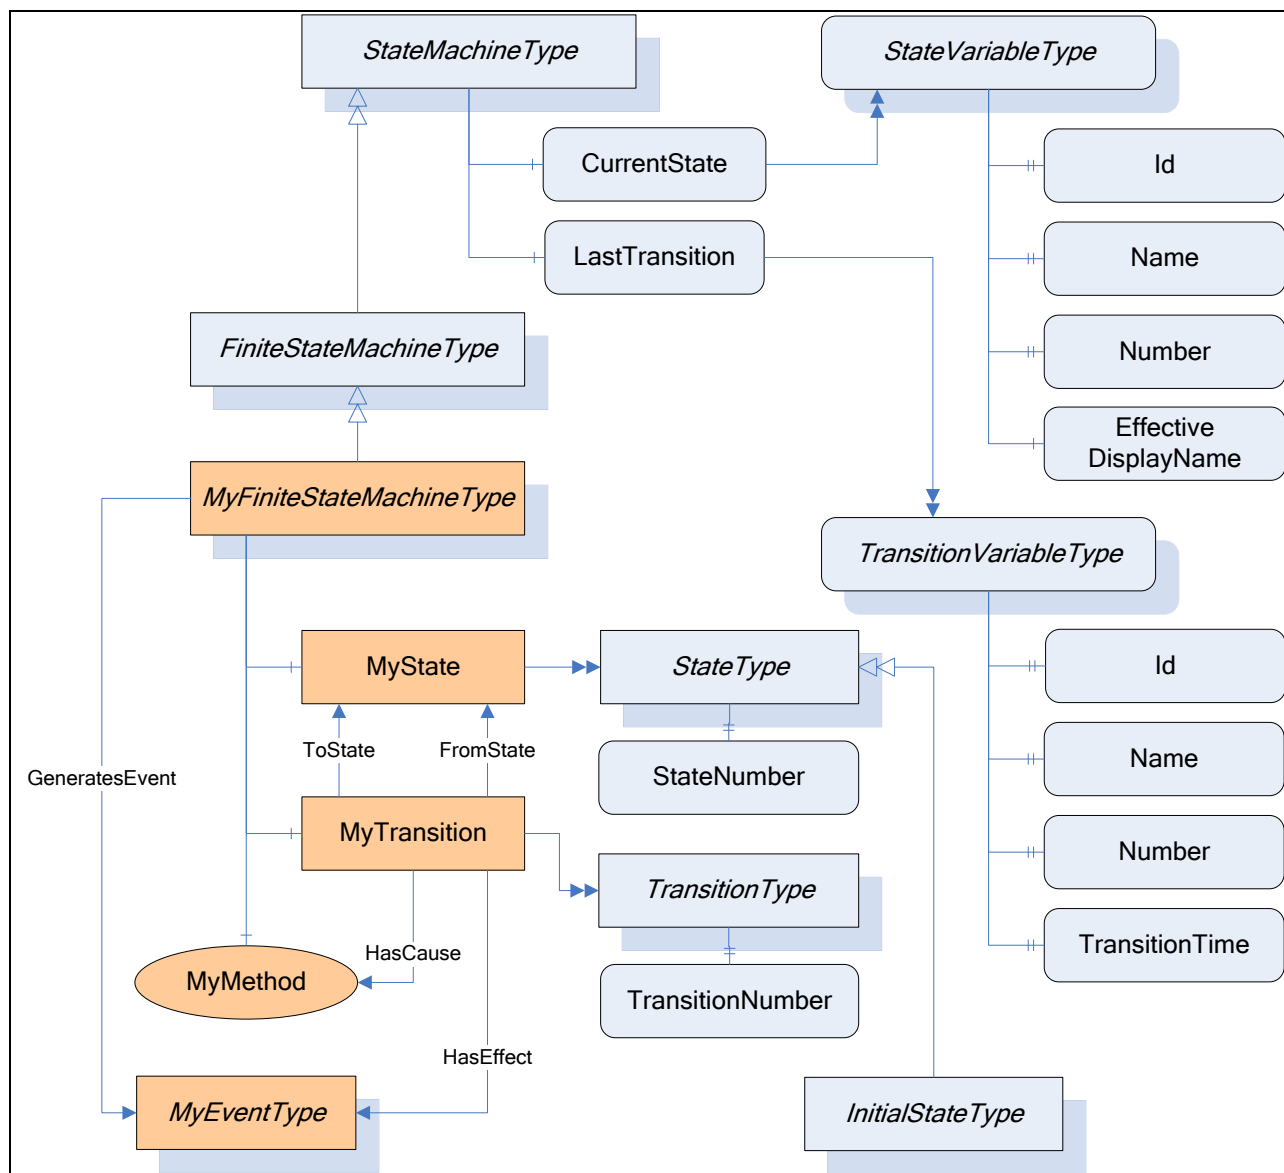 StateMachineType
StateVariableType
CurrentState
Id
LastTransition
Name
FiniteStateMachineType
Number
Effective
DisplayName
MyFiniteStateMachineType
TransitionVariableType
MyState
StateType
Id
ToState
FromState
GeneratesEvent
StateNumber
Name
MyTransition
Number
TransitionType
HasCause
TransitionTime
MyMethod
TransitionNumber
HasEffect
MyEventType
InitialStateType